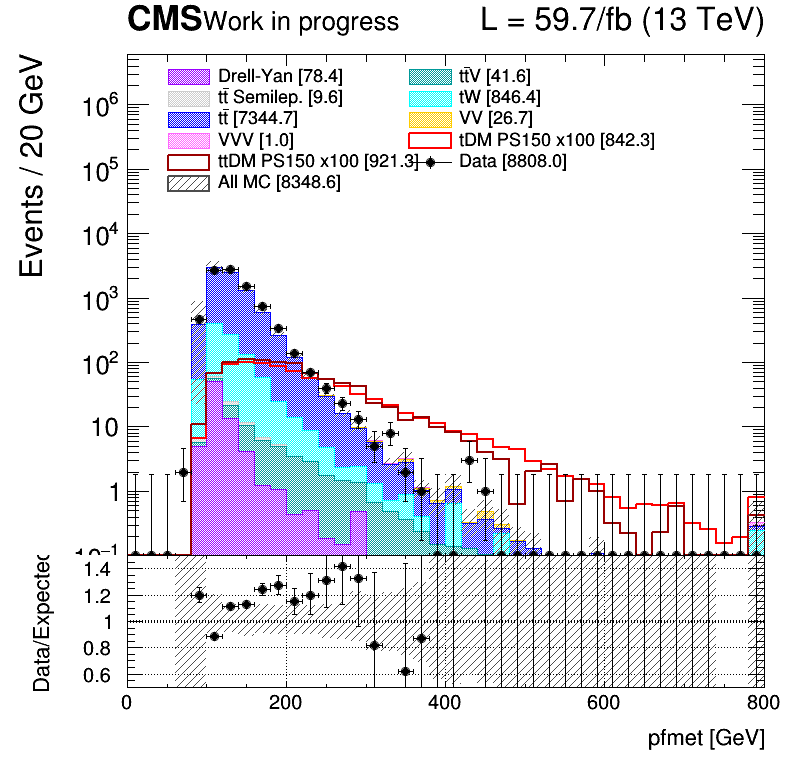 CMS Work in progress L = 59.7/fb (13 TeV)
Events / 20 GeV
Drell-Yan [78.4] tt̄V [41.6]
tt̄ Semilep. [9.6] tW [846.4]
tt̄ [7344.7] VV [26.7]
VVV [1.0] tDM PS150 x100 [842.3]
ttDM PS150 x100 [921.3] Data [8808.0]
All MC [8348.6]
10⁶
10⁵
10⁴
10³
10²
10
1
10⁻¹
Data/Expected
1.4
1.2
1
0.8
0.6
0 200 400 600 800
pfmet [GeV]